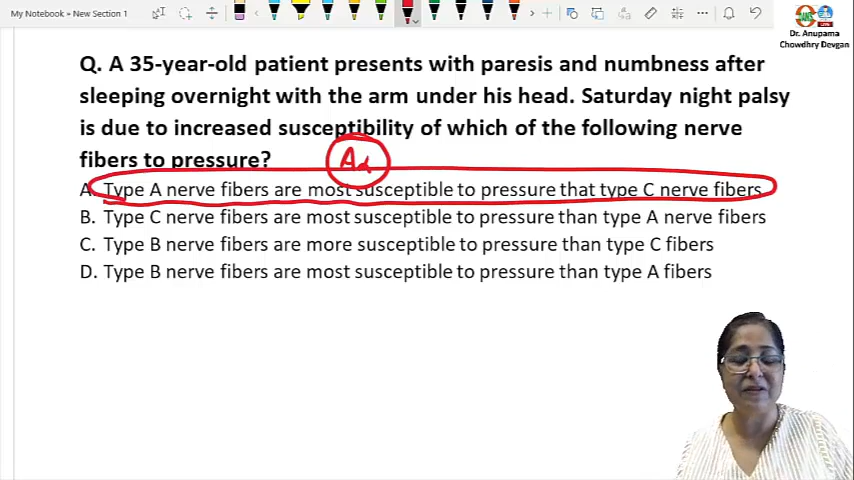 My Notebook » New Section 1
Dr. Anupama
Chowdhry Devgan
Q. A 35-year-old patient presents with paresis and numbness after
sleeping overnight with the arm under his head. Saturday night palsy
is due to increased susceptibility of which of the following nerve
fibers to pressure?
Aα
A. Type A nerve fibers are most susceptible to pressure that type C nerve fibers
B. Type C nerve fibers are most susceptible to pressure than type A nerve fibers
C. Type B nerve fibers are more susceptible to pressure than type C fibers
D. Type B nerve fibers are most susceptible to pressure than type A fibers